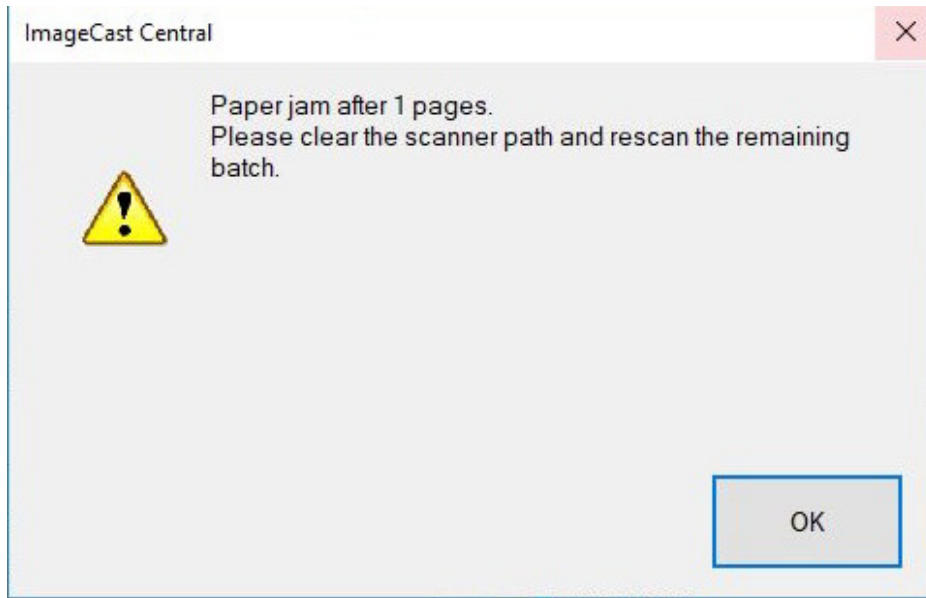 ImageCast Central
Paper jam after 1 pages.
Please clear the scanner path and rescan the remaining
batch.
OK